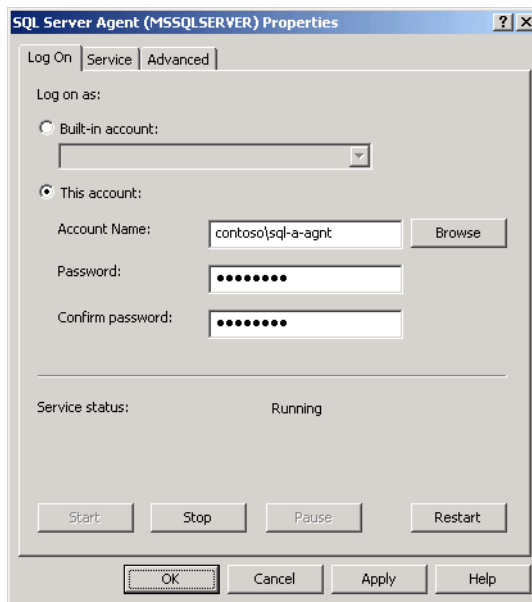 SQL Server Agent (MSSQLSERVER) Properties
Log On Service Advanced
Log on as:
Built-in account:
This account:
Account Name: contoso\sql-a-agnt Browse
Password: ●●●●●●●●
Confirm password: ●●●●●●●●
Service status: Running
Start Stop Pause Restart
OK Cancel Apply Help